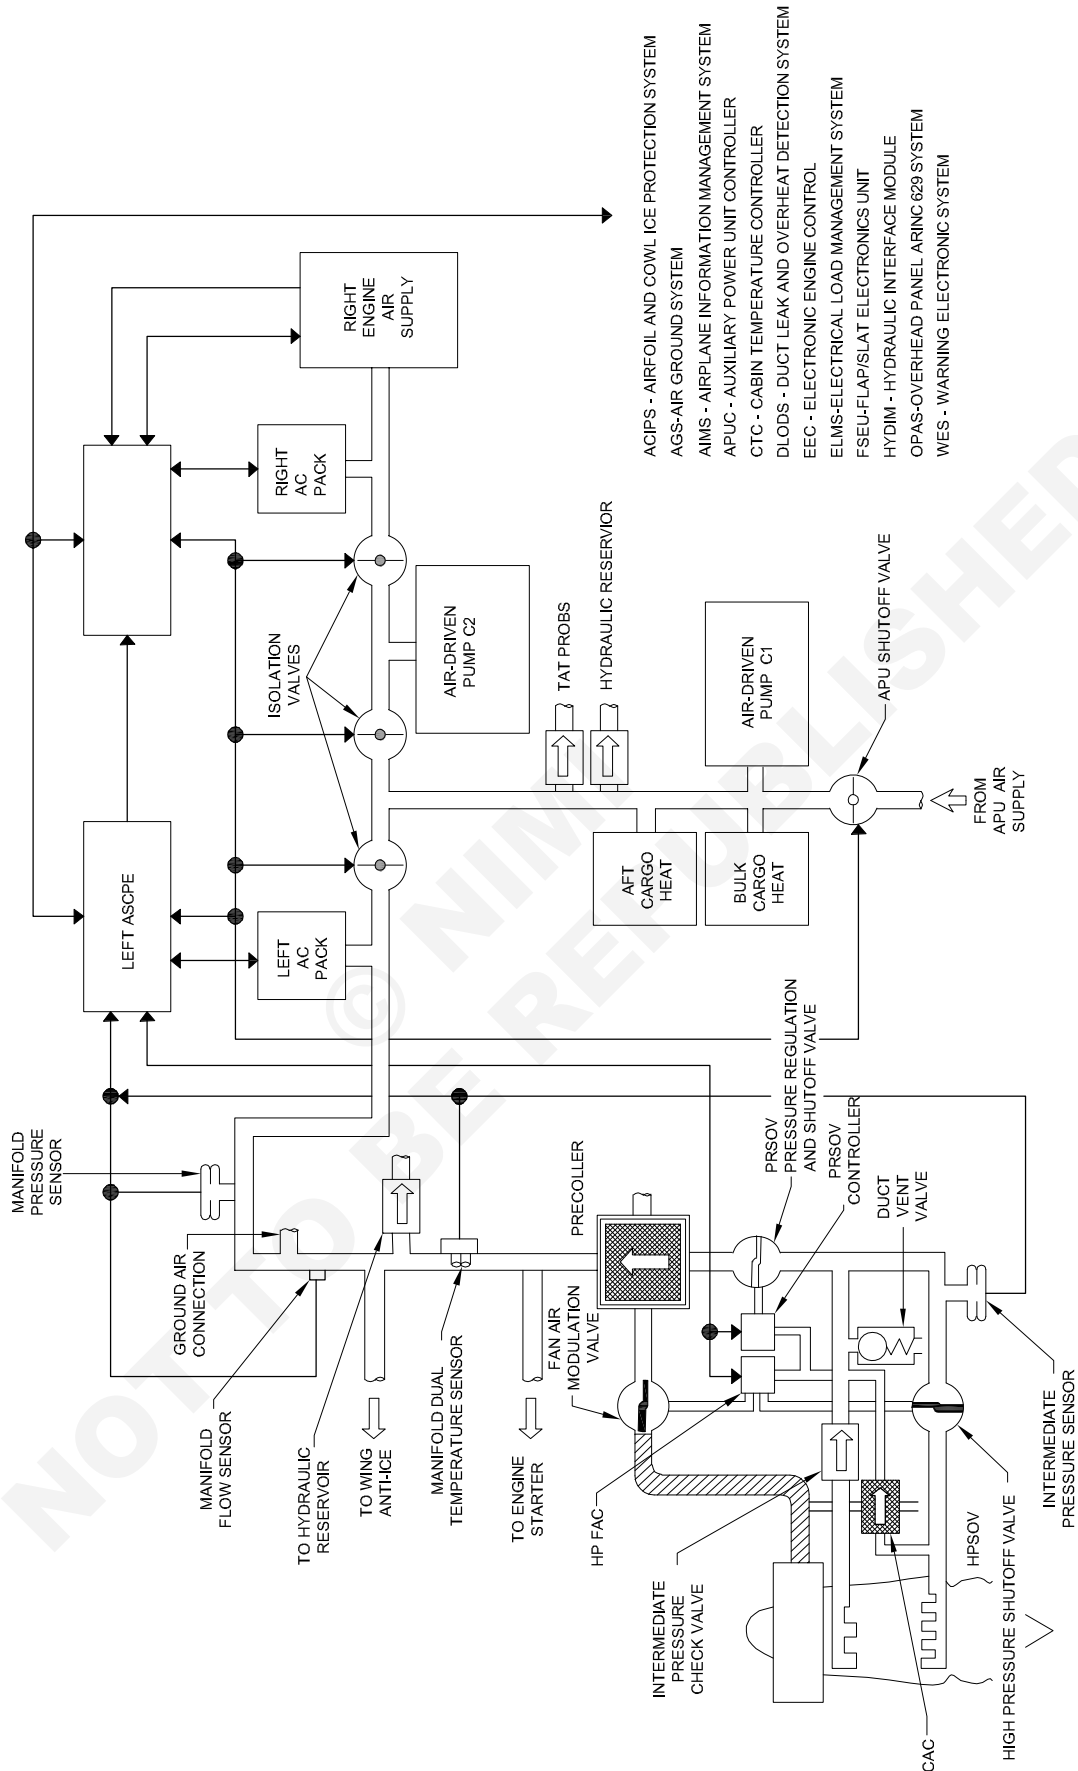 MANIFOLD
PRESSURE
SENSOR
GROUND AIR
CONNECTION
MANIFOLD
FLOW SENSOR
TO HYDRAULIC
RESERVOIR
TO WING
ANTI-ICE
MANIFOLD DUAL
TEMPERATURE SENSOR
TO ENGINE
STARTER
FAN AIR
MODULATION
VALVE
HP FAC
INTERMEDIATE
PRESSURE
CHECK VALVE
CAC
HPSOV
HIGH PRESSURE SHUTOFF VALVE
INTERMEDIATE
PRESSURE SENSOR
DUCT
VENT
VALVE
PRSOV
CONTROLLER
PRSOV
PRESSURE REGULATION
AND SHUTOFF VALVE
PRECOLLER
LEFT ASCPE
LEFT
AC
PACK
ISOLATION
VALVES
RIGHT
AC
PACK
RIGHT
ENGINE
AIR
SUPPLY
AIR-DRIVEN
PUMP C2
TAT PROBS
HYDRAULIC RESERVIOR
AIR-DRIVEN
PUMP C1
AFT
CARGO
HEAT
BULK
CARGO
HEAT
APU SHUTOFF VALVE
FROM
APU AIR
SUPPLY
ACIPS - AIRFOIL AND COWL ICE PROTECTION SYSTEM
AGS-AIR GROUND SYSTEM
AIMS - AIRPLANE INFORMATION MANAGEMENT SYSTEM
APUC - AUXILIARY POWER UNIT CONTROLLER
CTC - CABIN TEMPERATURE CONTROLLER
DLODS - DUCT LEAK AND OVERHEAT DETECTION SYSTEM
EEC - ELECTRONIC ENGINE CONTROL
ELMS-ELECTRICAL LOAD MANAGEMENT SYSTEM
FSEU-FLAP/SLAT ELECTRONICS UNIT
HYDIM - HYDRAULIC INTERFACE MODULE
OPAS-OVERHEAD PANEL ARINC 629 SYSTEM
WES - WARNING ELECTRONIC SYSTEM
© NIMI
NOT TO BE REPUBLISHED